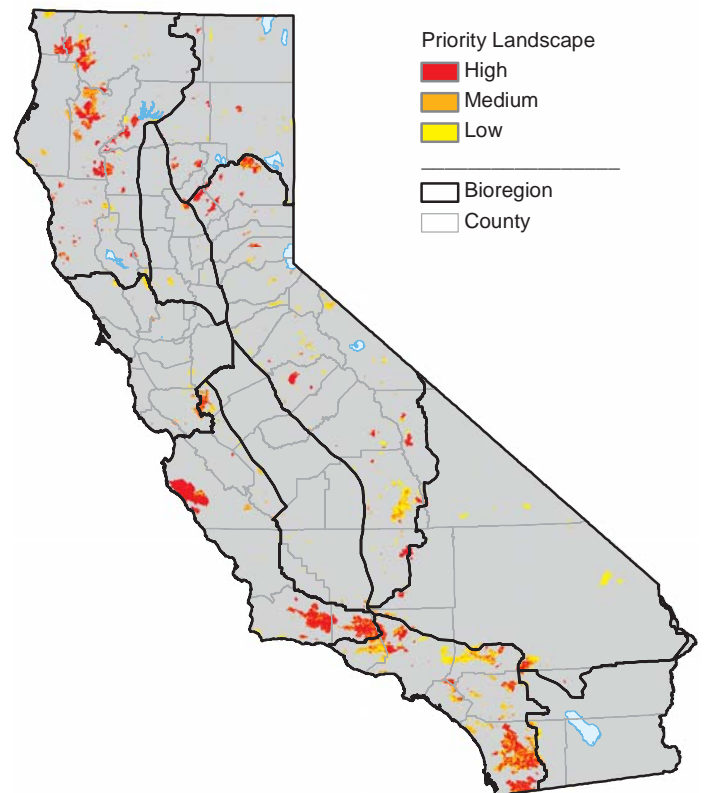 Priority Landscape
High
Medium
Low
Bioregion
County